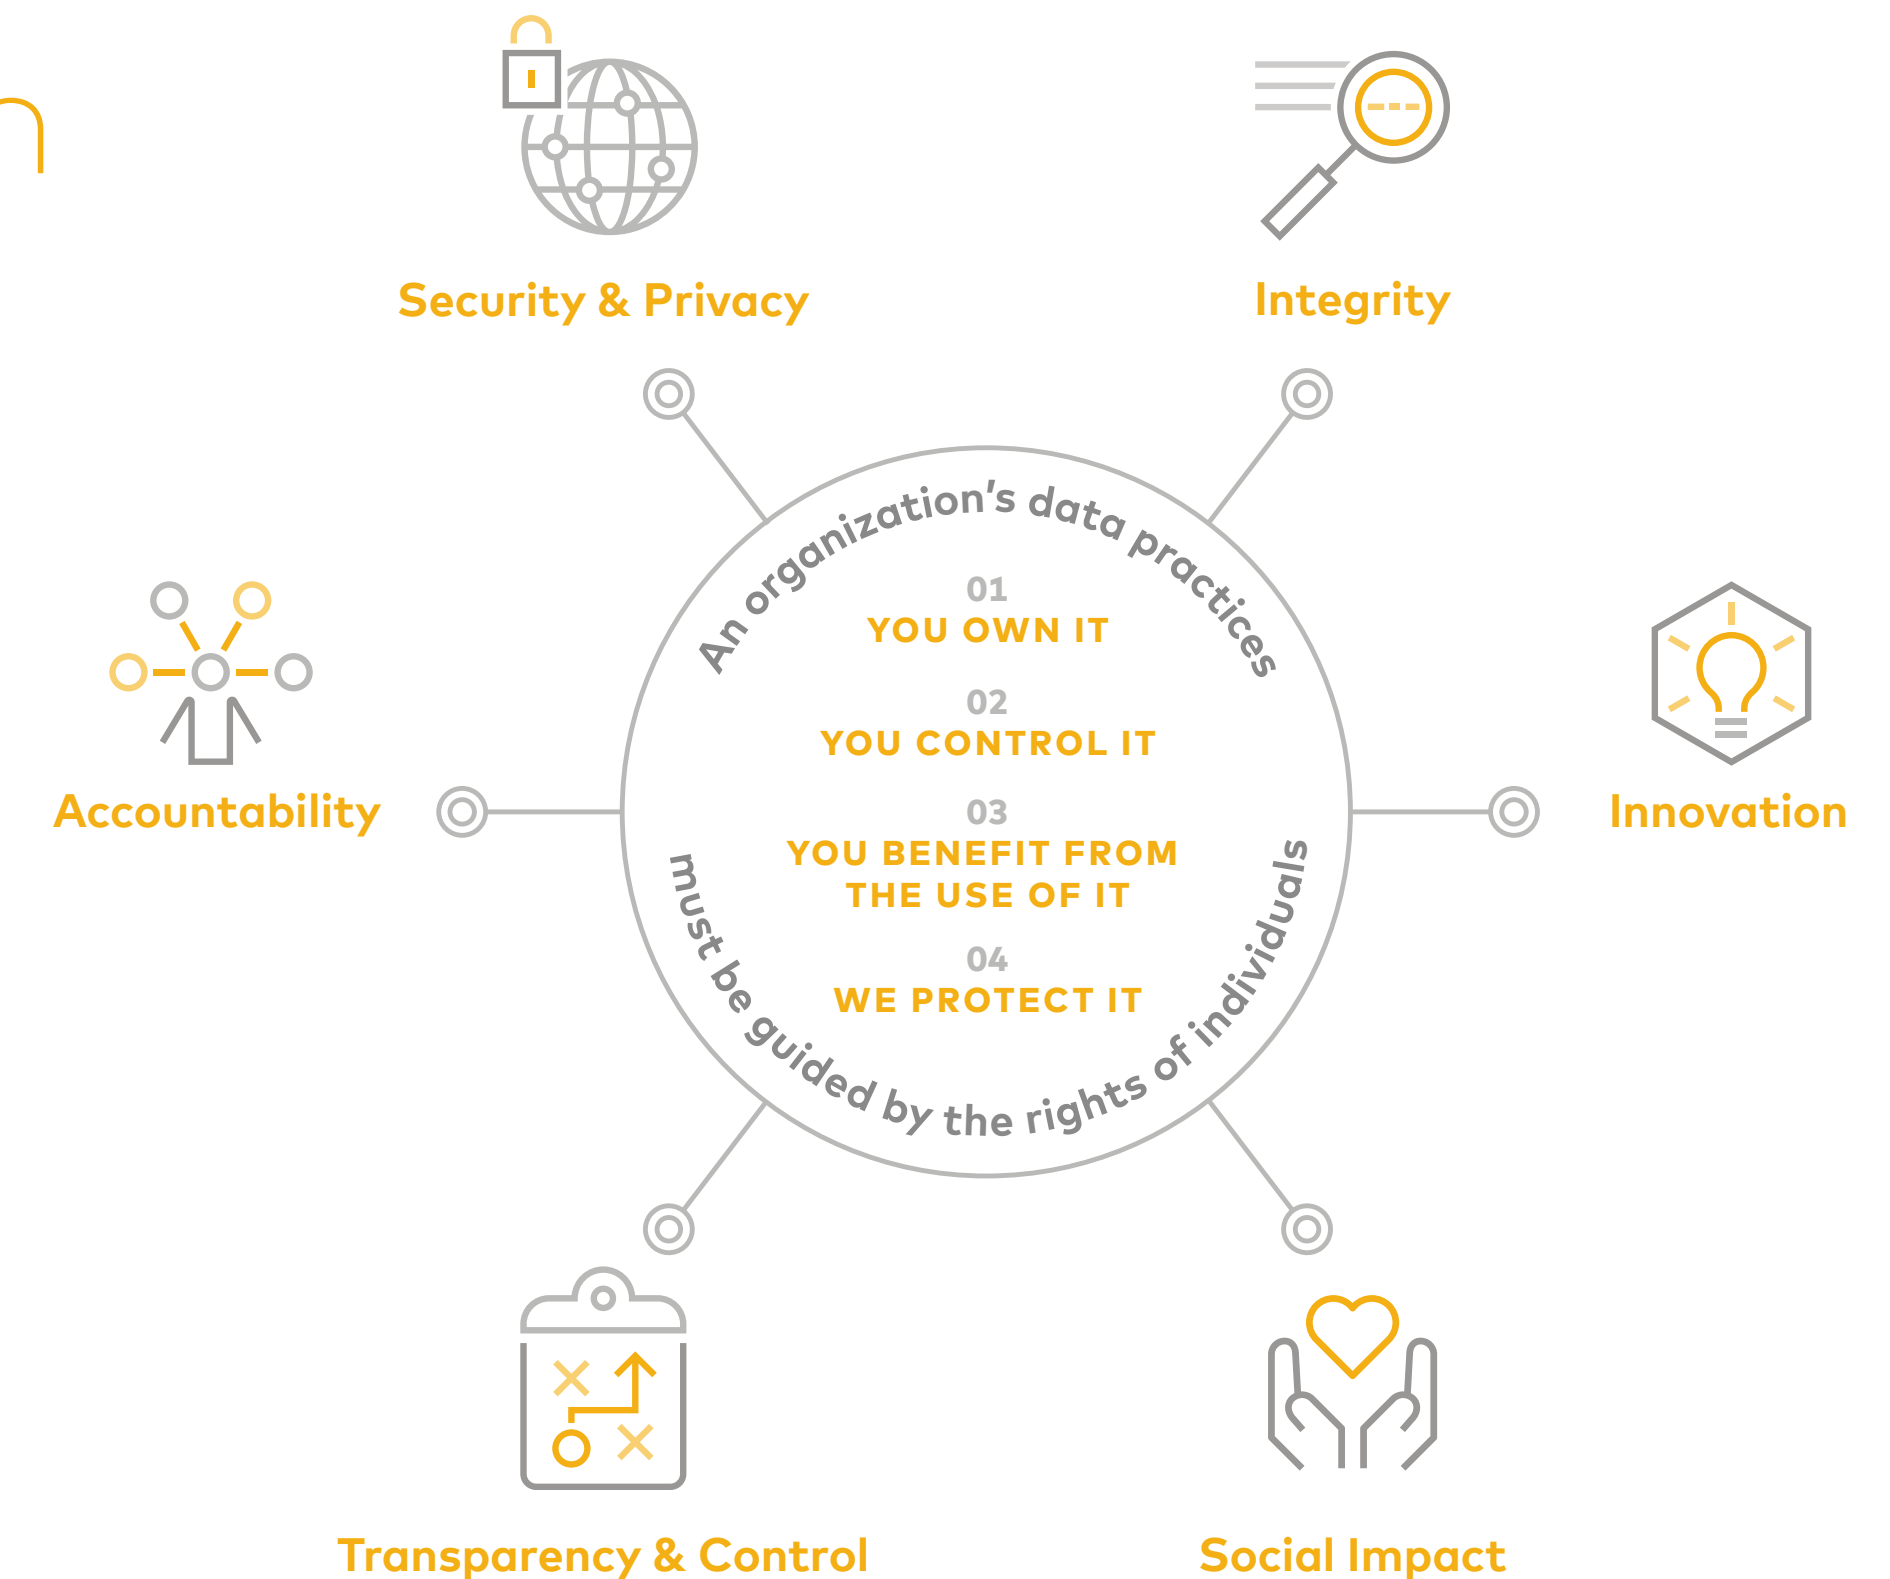 Security & Privacy
Integrity
An organization's data practices
01
YOU OWN IT
02
YOU CONTROL IT
03
YOU BENEFIT FROM
THE USE OF IT
04
WE PROTECT IT
must be guided by the rights of individuals
Accountability
Innovation
Transparency & Control
Social Impact